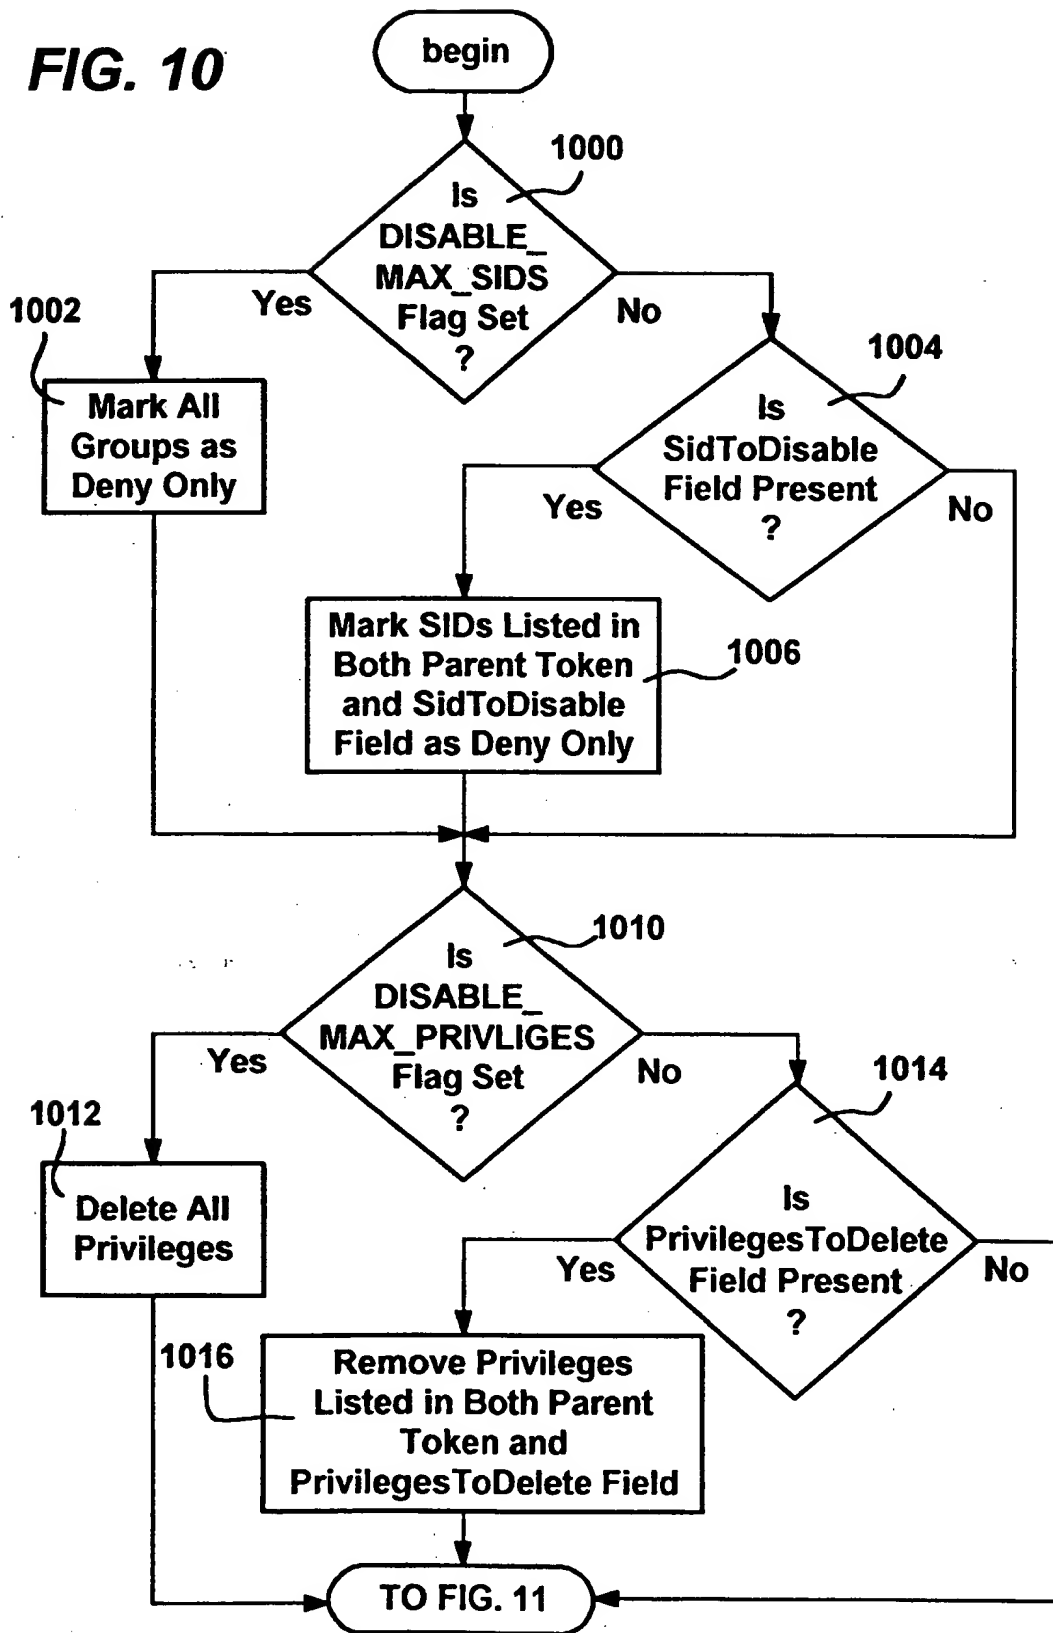 FIG. 10
begin
1000
Is
DISABLE_
MAX_SIDS
Flag Set
?
Yes
No
1002
Mark All
Groups as
Deny Only
1004
Is
SidToDisable
Field Present
?
Yes
No
Mark SIDs Listed in
Both Parent Token
and SidToDisable
Field as Deny Only
1006
1010
Is
DISABLE_
MAX_PRIVLIGES
Flag Set
?
Yes
No
1012
Delete All
Privileges
1014
Is
PrivilegesToDelete
Field Present
?
Yes
No
1016
Remove Privileges
Listed in Both Parent
Token and
PrivilegesToDelete Field
TO FIG. 11